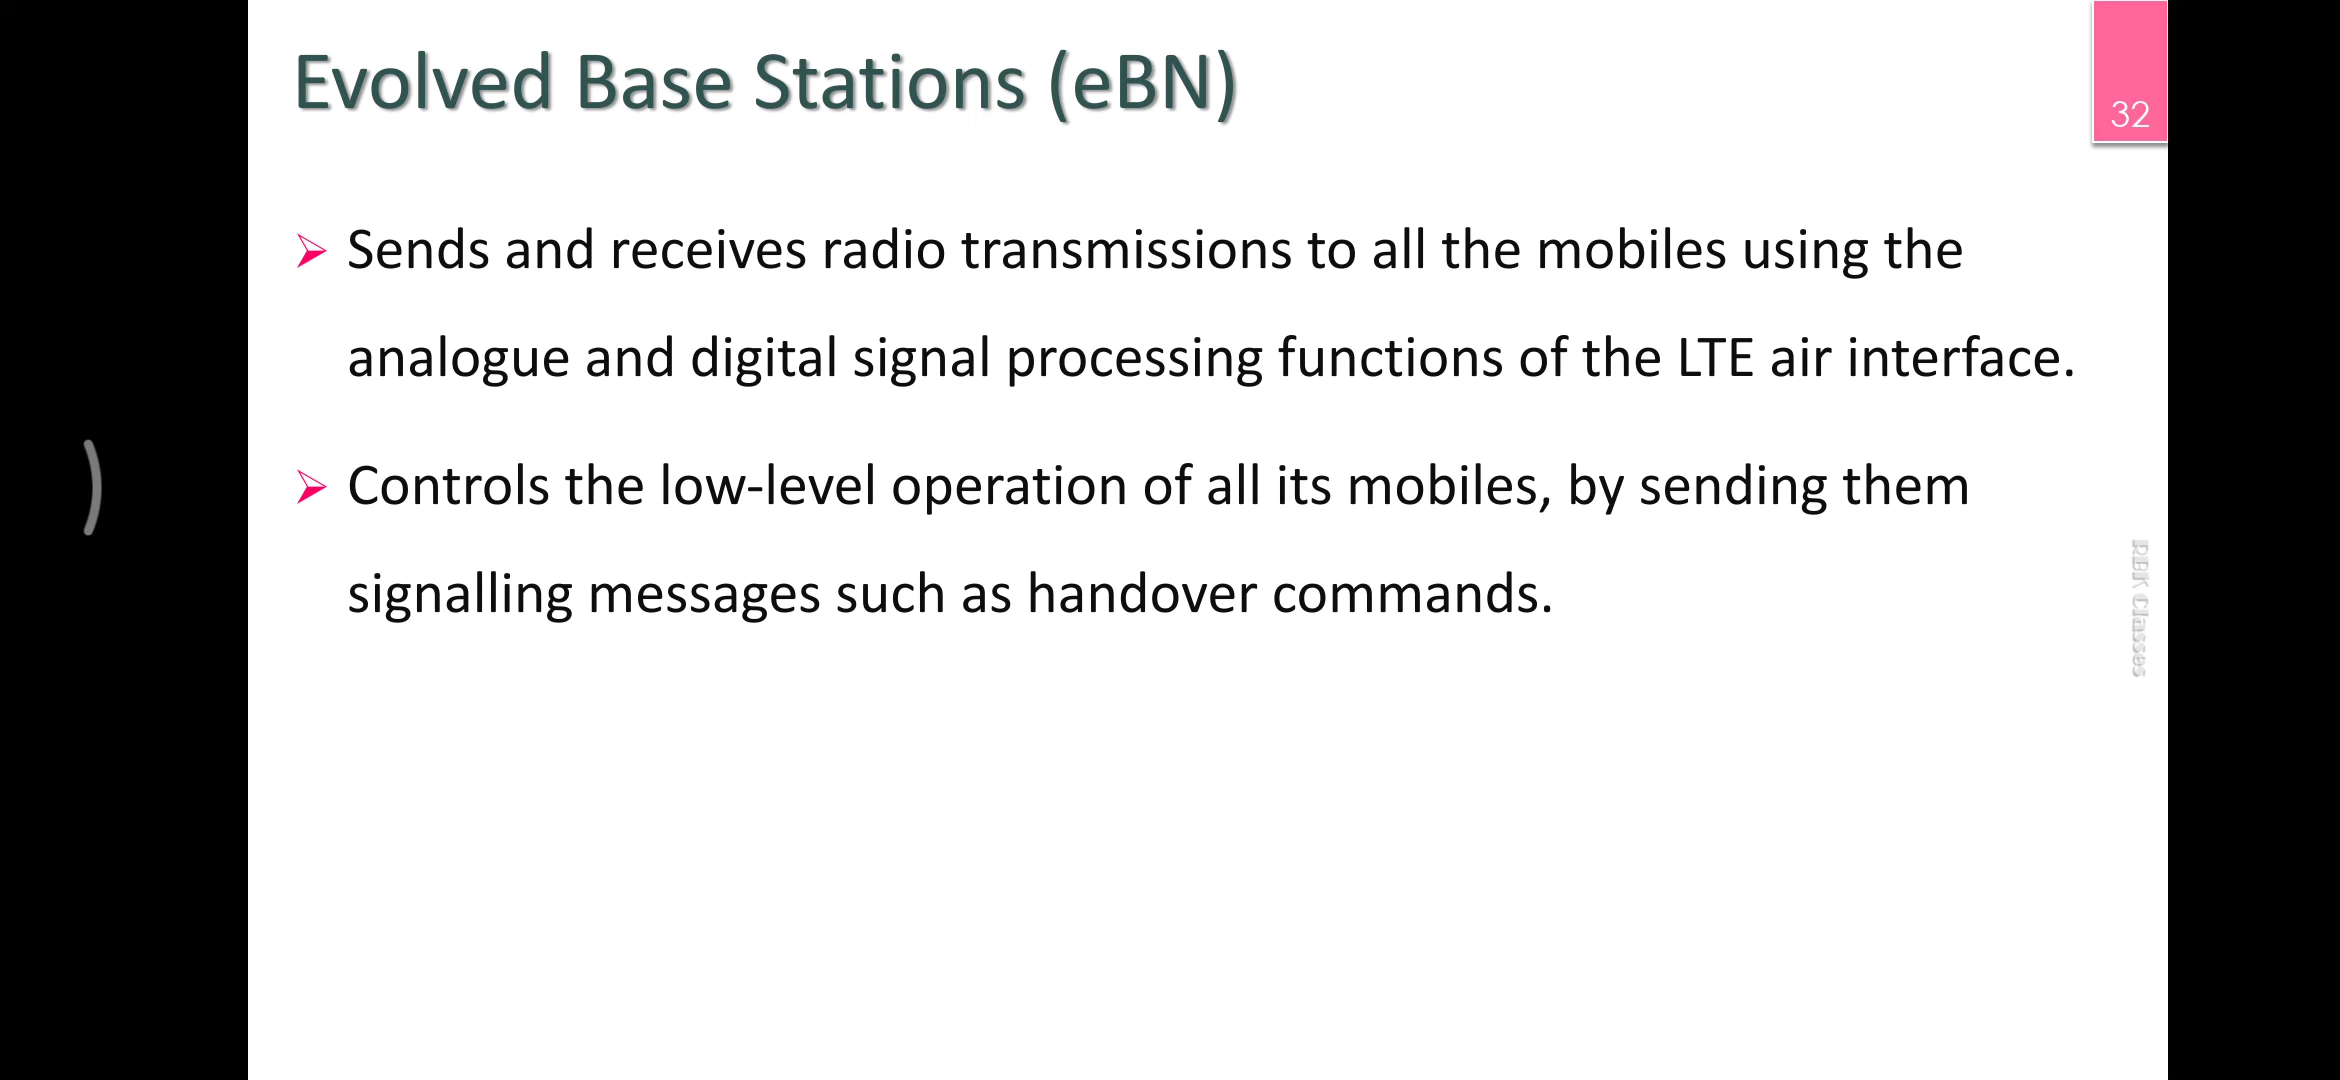 Evolved Base Stations (eBN)
32
➢ Sends and receives radio transmissions to all the mobiles using the
analogue and digital signal processing functions of the LTE air interface.
➢ Controls the low-level operation of all its mobiles, by sending them
signalling messages such as handover commands.
Classes